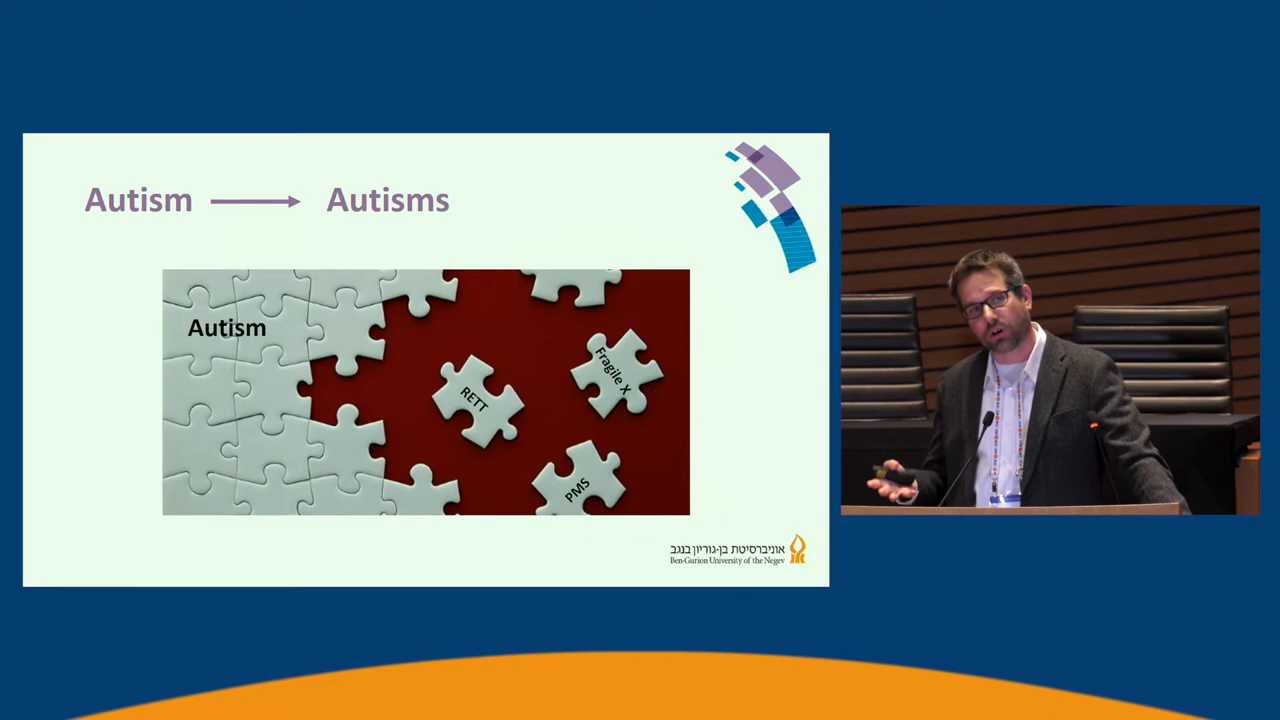 Autism
Autisms
Autism
RETT
Fragile X
PMS
אוניברסיטת בן-גוריון בנגב
Ben-Gurion University of the Negev